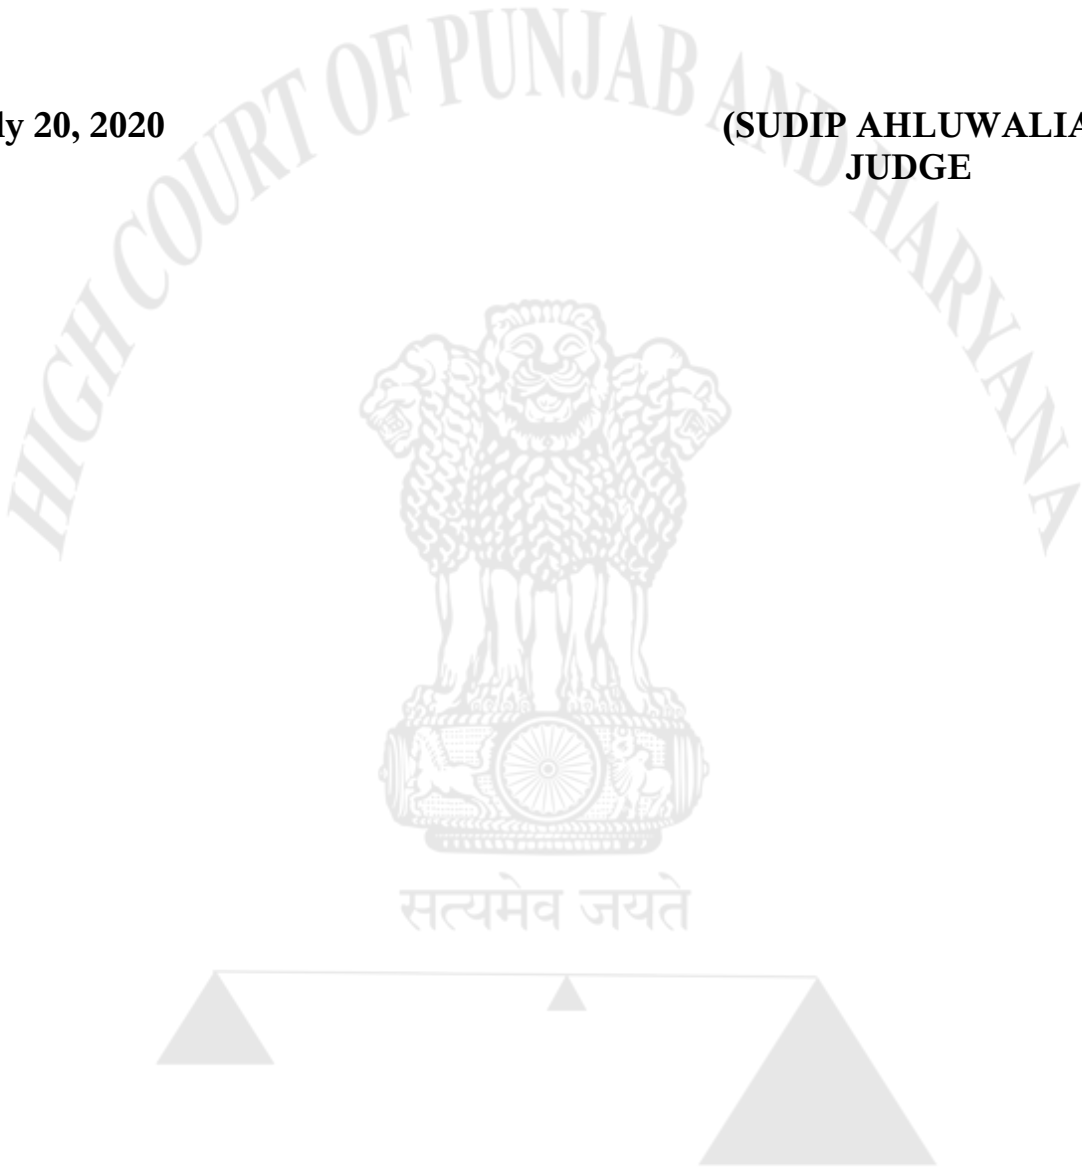 HIGH COURT OF PUNJAB AND HARYANA
ly 20, 2020 (SUDIP AHLUWALIA
JUDGE
सत्यमेव जयते